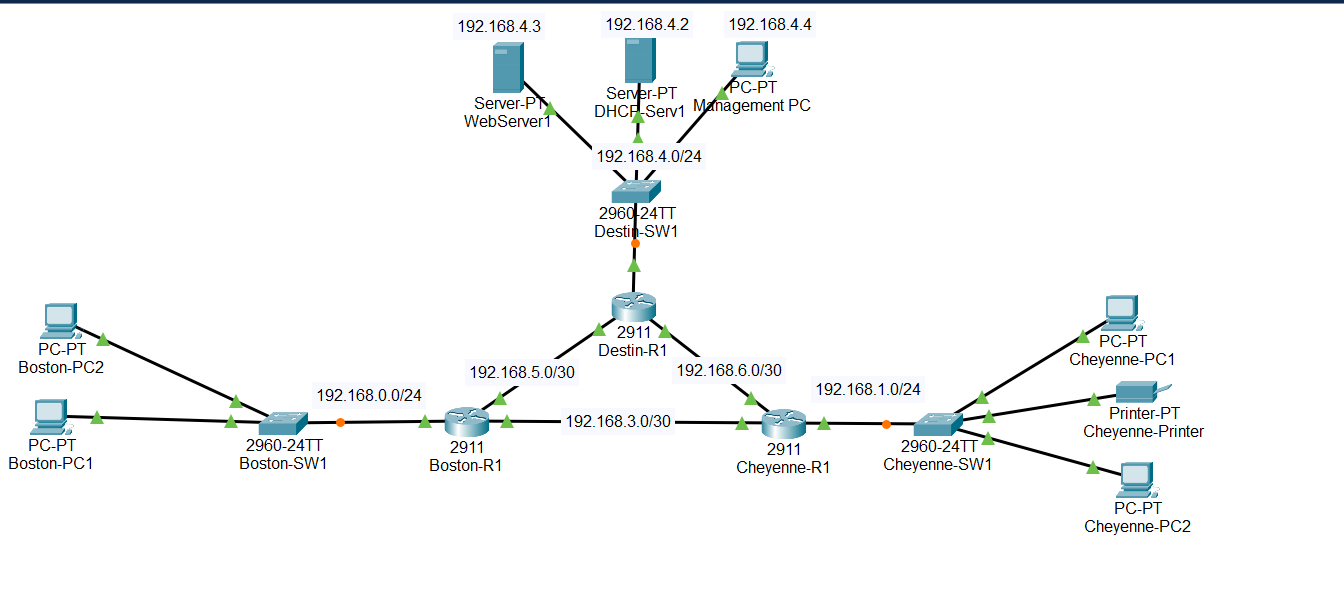 192.168.4.3
192.168.4.2
192.168.4.4
Server-PT
WebServer1
Server-PT
DHCP-Serv1
PC-PT
Management PC
192.168.4.0/24
2960-24TT
Destin-SW1
2911
Destin-R1
PC-PT
Boston-PC2
PC-PT
Boston-PC1
192.168.0.0/24
2960-24TT
Boston-SW1
192.168.5.0/30
2911
Boston-R1
192.168.3.0/30
192.168.6.0/30
2911
Cheyenne-R1
192.168.1.0/24
2960-24TT
Cheyenne-SW1
PC-PT
Cheyenne-PC1
Printer-PT
Cheyenne-Printer
PC-PT
Cheyenne-PC2